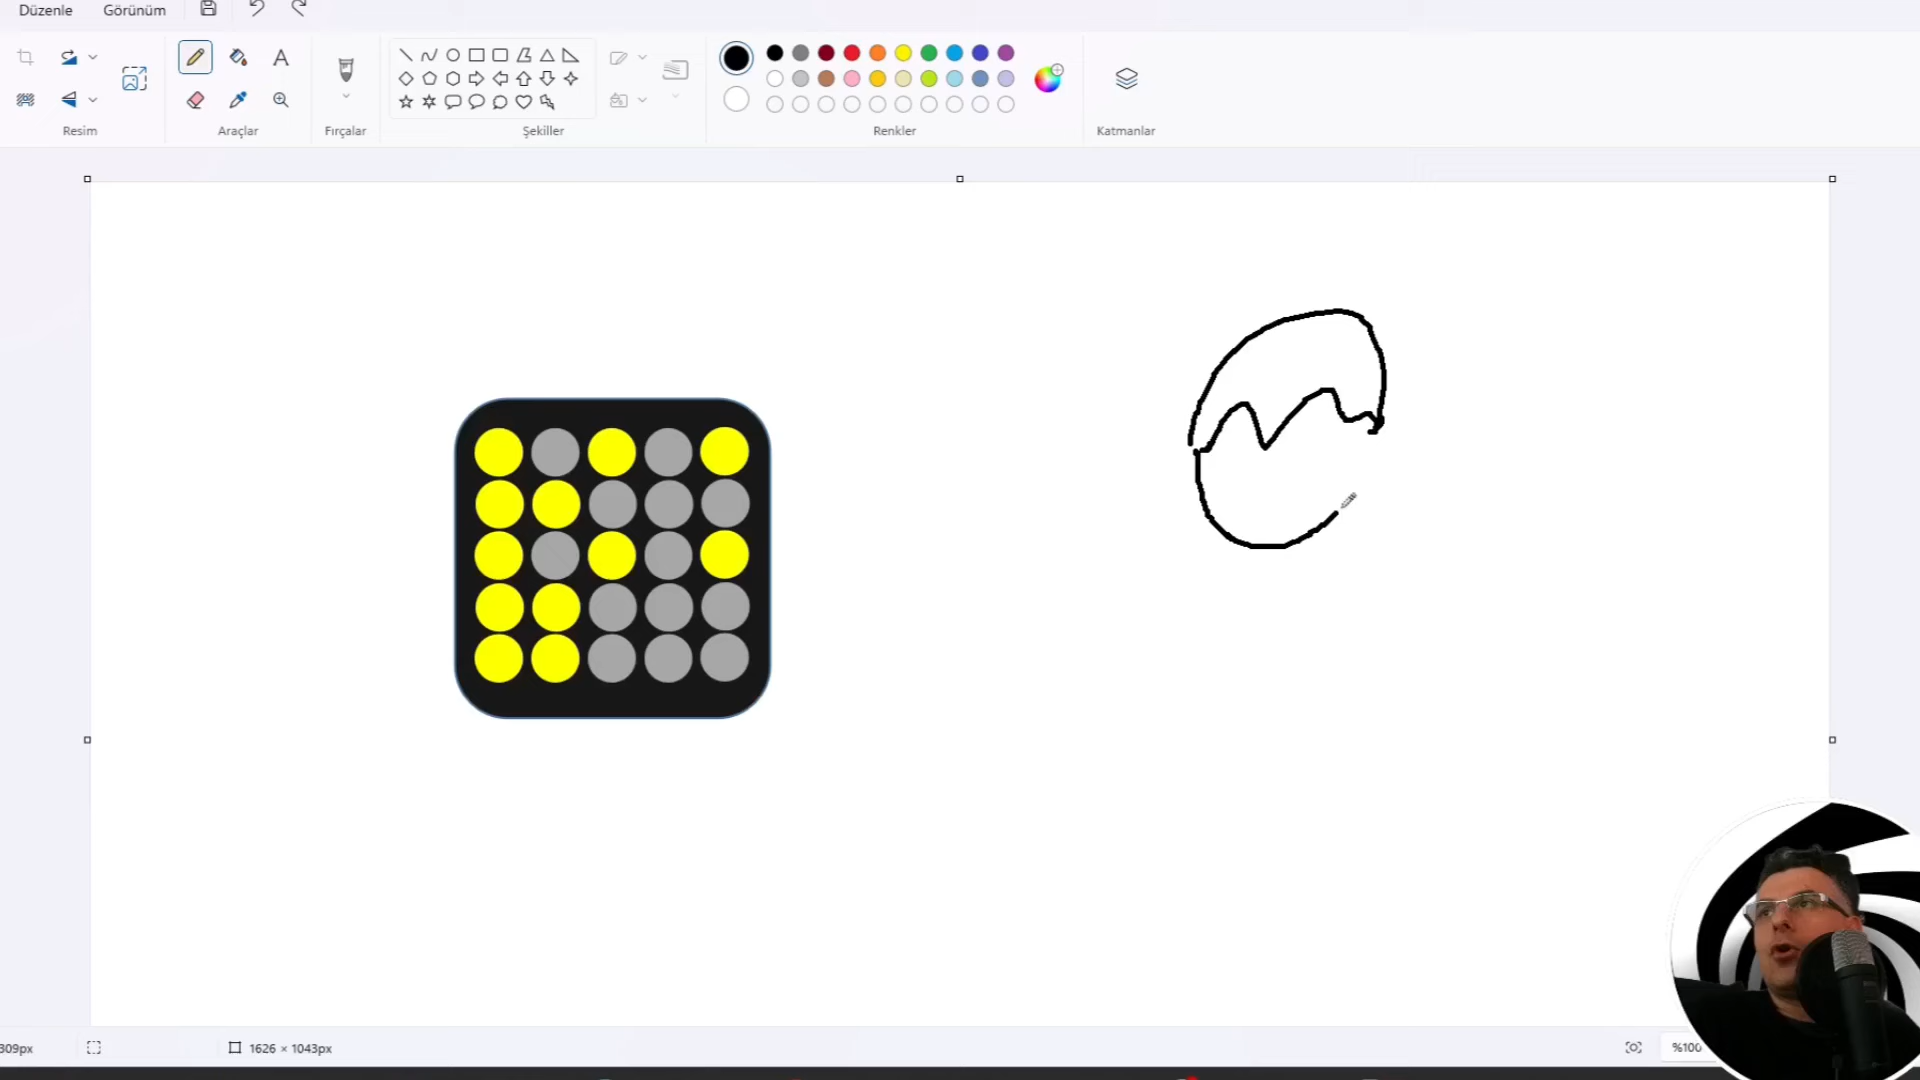 Düzenle Görünüm
Resim Araçlar Fırçalar Şekiller Renkler Katmanlar
309px 1626 × 1043px %100